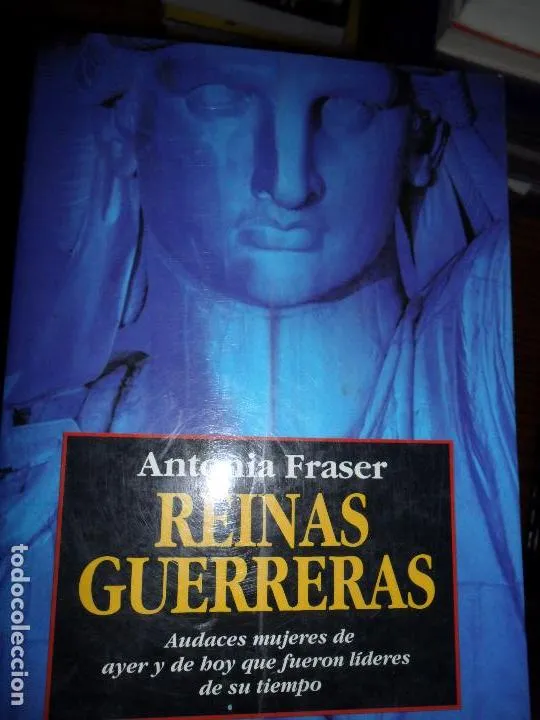 Antonia Fraser
REINAS
GUERRERAS
Audaces mujeres de
ayer y de hoy que fueron líderes
de su tiempo
todocoleccion